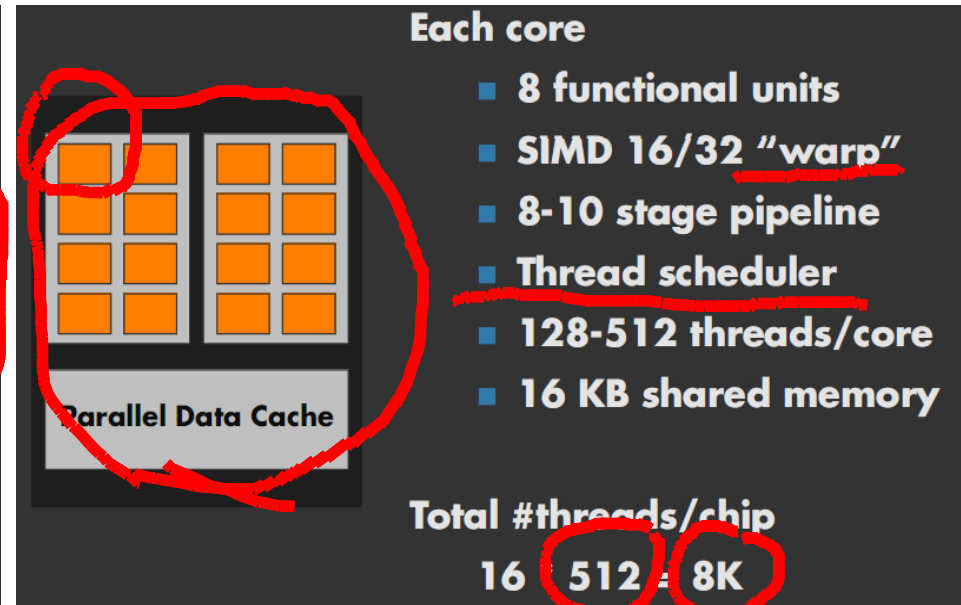 Each core
8 functional units
SIMD 16/32 “warp”
8-10 stage pipeline
Thread scheduler
128-512 threads/core
16 KB shared memory
Parallel Data Cache
Total #threads/chip
16 * 512 = 8K